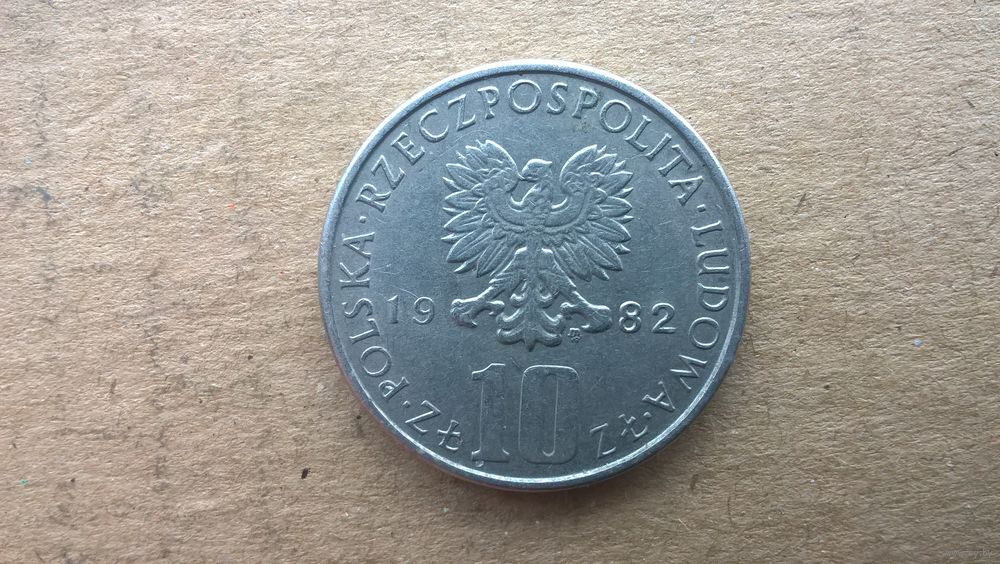 POLSKA·RZECZPOSPOLITA·LUDOWA
19 82
ZŁ·10·ZŁ